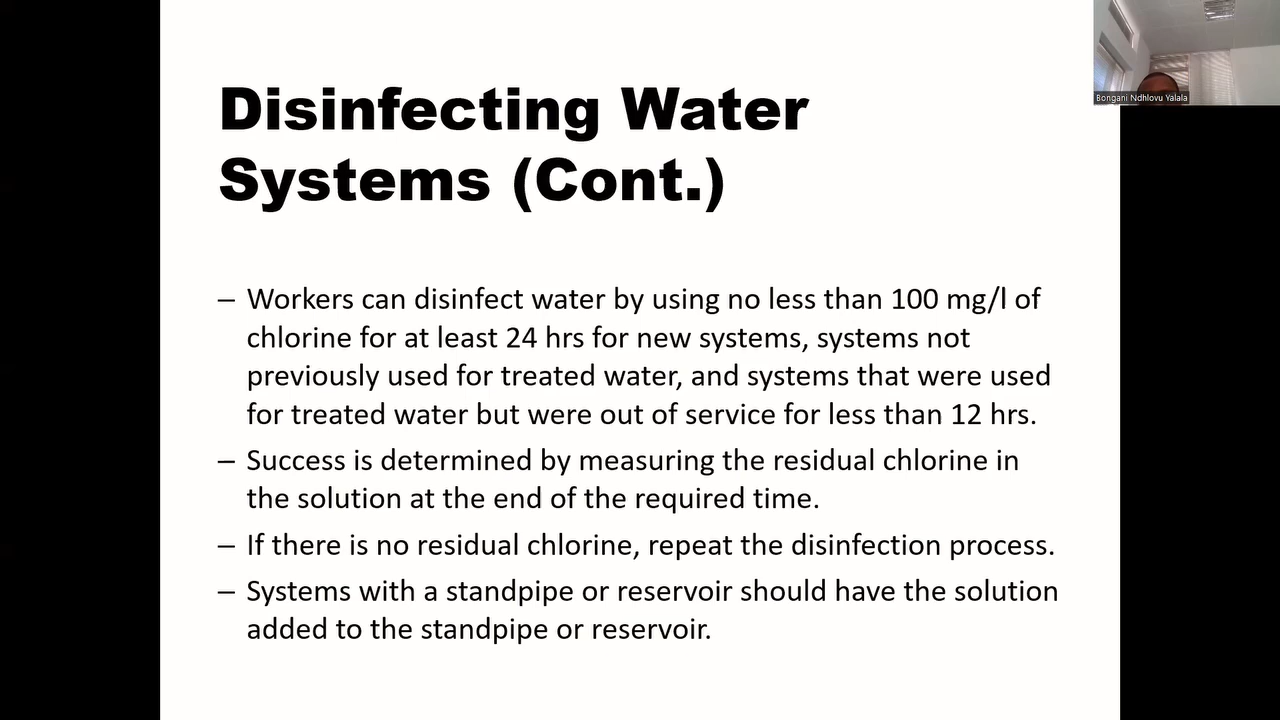 Disinfecting Water
Systems (Cont.)
– Workers can disinfect water by using no less than 100 mg/l of
chlorine for at least 24 hrs for new systems, systems not
previously used for treated water, and systems that were used
for treated water but were out of service for less than 12 hrs.
– Success is determined by measuring the residual chlorine in
the solution at the end of the required time.
– If there is no residual chlorine, repeat the disinfection process.
– Systems with a standpipe or reservoir should have the solution
added to the standpipe or reservoir.
Bongani Ndhlovu Yalala